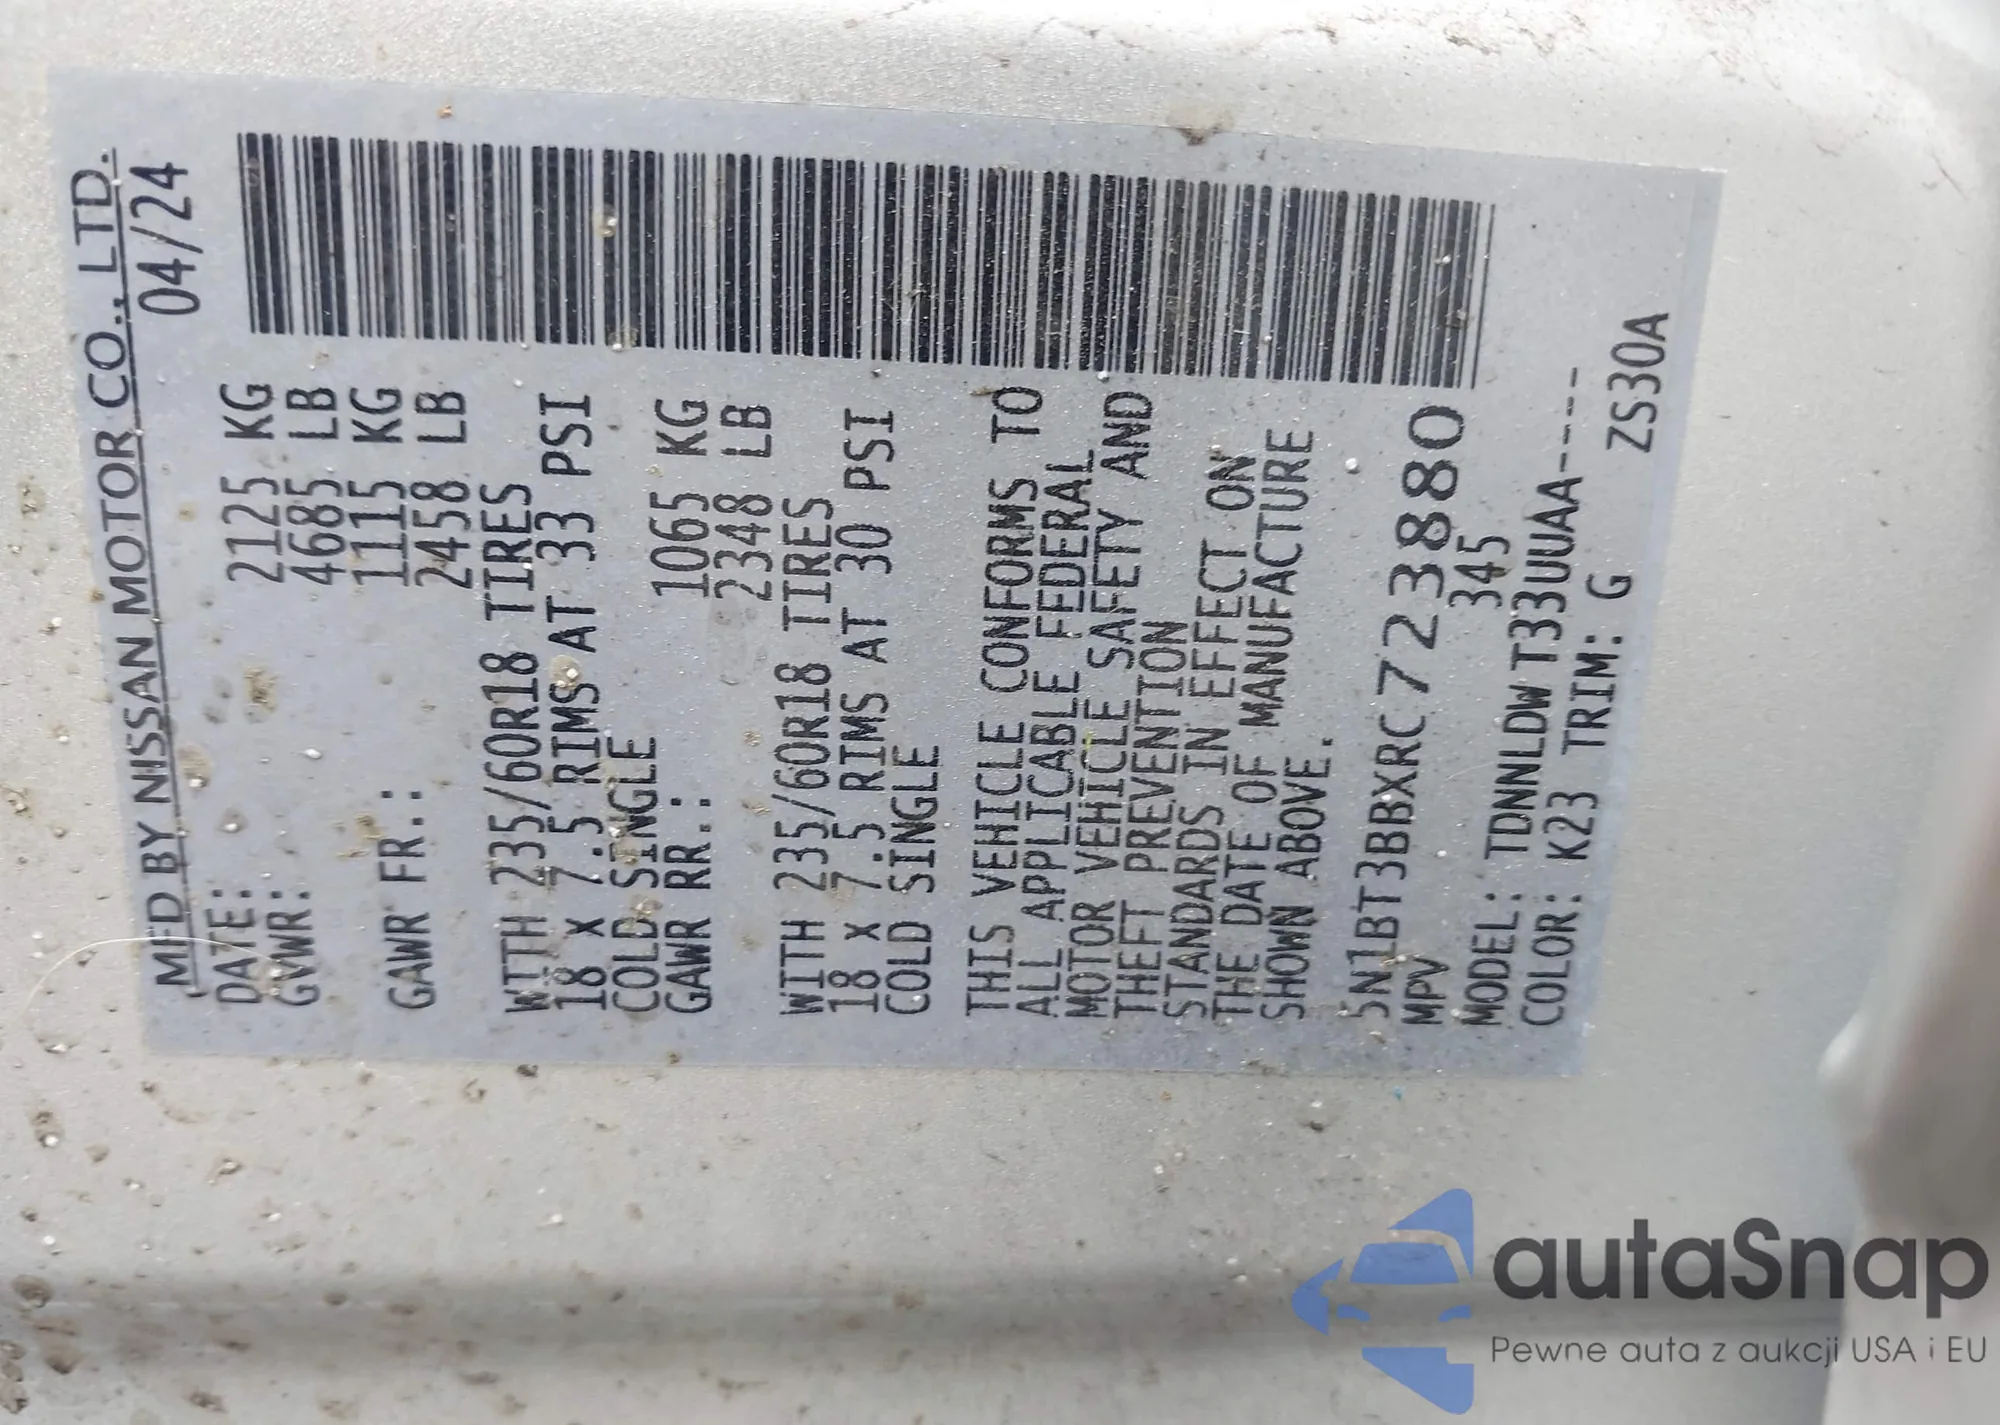 MFD BY NISSAN MOTOR CO., LTD.
DATE: 04/24
GVWR: 2125 KG
4685 LB
GAWR FR.: 1115 KG
2458 LB
WITH 235/60R18 TIRES
18 X 7.5 RIMS AT 33 PSI
COLD SINGLE
GAWR RR.: 1065 KG
2348 LB
WITH 235/60R18 TIRES
18 X 7.5 RIMS AT 30 PSI
COLD SINGLE
THIS VEHICLE CONFORMS TO
ALL APPLICABLE FEDERAL
MOTOR VEHICLE SAFETY AND
THEFT PREVENTION
STANDARDS IN EFFECT ON
THE DATE OF MANUFACTURE
SHOWN ABOVE.
5N1BT3BBXRC723880
MPV 345
MODEL: TDNNLDW T33UUAA-----
COLOR: K23 TRIM: G ZS30A
autaSnap
Pewne auta z aukcji USA i EU